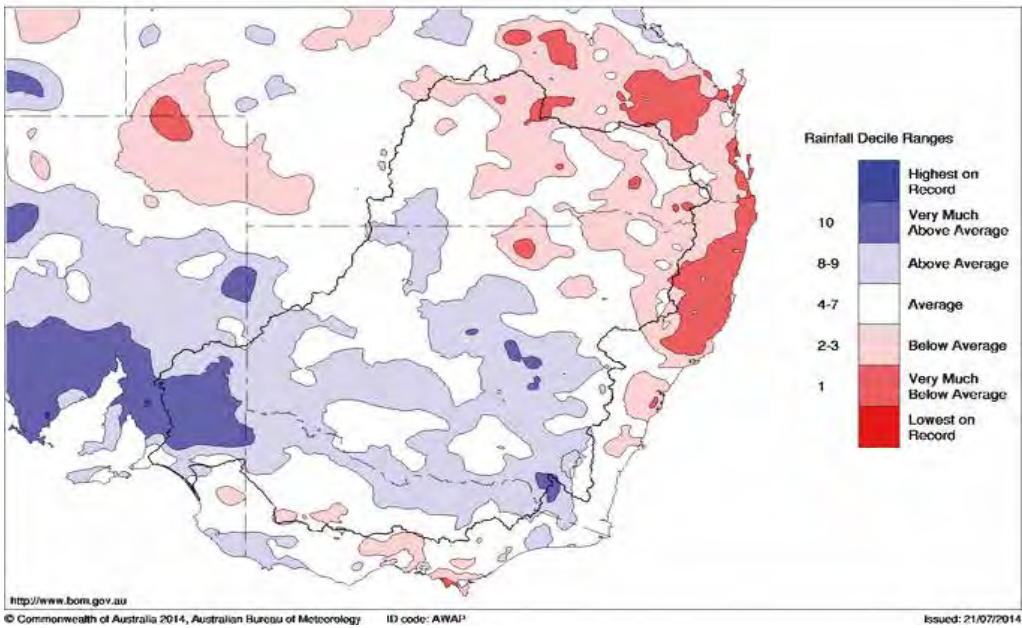 Rainfall Decile Ranges
Highest on
Record
10
Very Much
Above Average
8-9
Above Average
4-7
Average
2-3
Below Average
1
Very Much
Below Average
Lowest on
Record
http://www.bom.gov.au
© Commonwealth of Australia 2014, Australian Bureau of Meteorology ID code: AWAP Issued: 21/07/2014